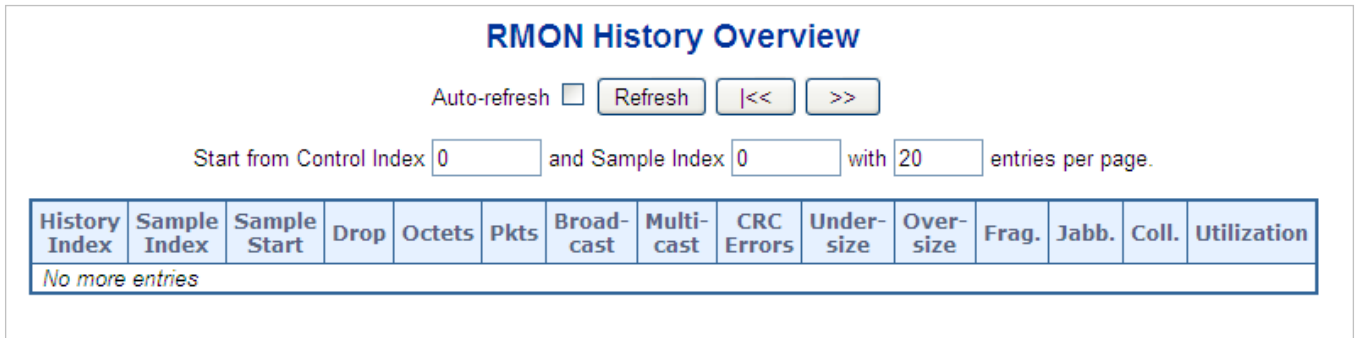 RMON History Overview
Auto-refresh Refresh |<< >>
Start from Control Index 0 and Sample Index 0 with 20 entries per page.
History Index Sample Index Sample Start Drop Octets Pkts Broad-cast Multi-cast CRC Errors Under-size Over-size Frag. Jabb. Coll. Utilization
No more entries